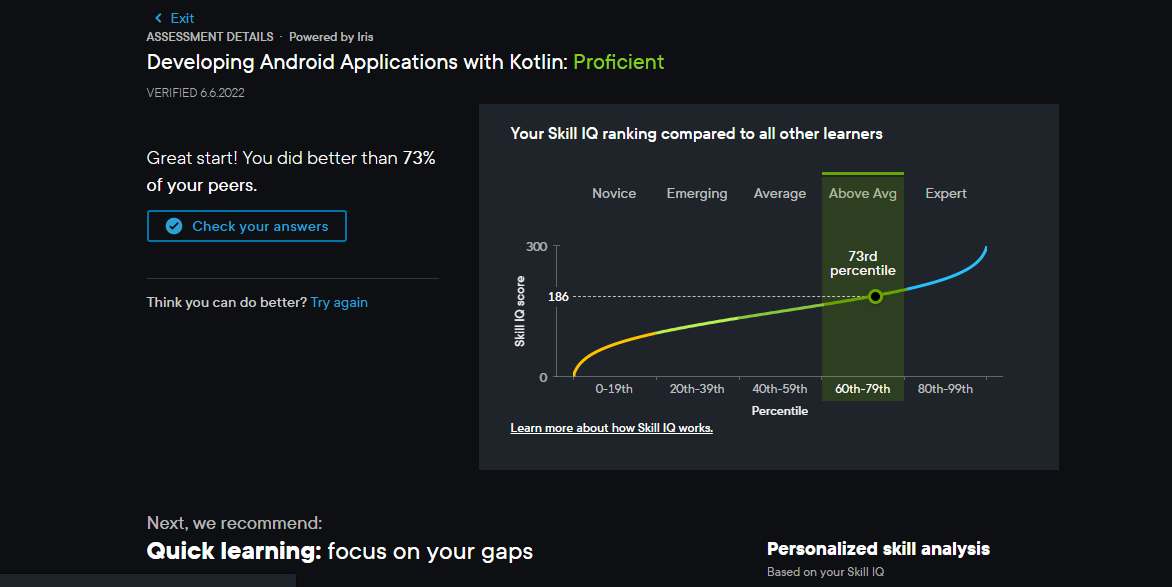 Exit
ASSESSMENT DETAILS · Powered by Iris
Developing Android Applications with Kotlin: Proficient
VERIFIED 6.6.2022
Great start! You did better than 73%
of your peers.
Check your answers
Think you can do better? Try again
Your Skill IQ ranking compared to all other learners
Novice Emerging Average Above Avg Expert
300
73rd
percentile
186
Skill IQ score
0
0-19th 20th-39th 40th-59th 60th-79th 80th-99th
Percentile
Learn more about how Skill IQ works.
Next, we recommend:
Quick learning: focus on your gaps
Personalized skill analysis
Based on your Skill IQ